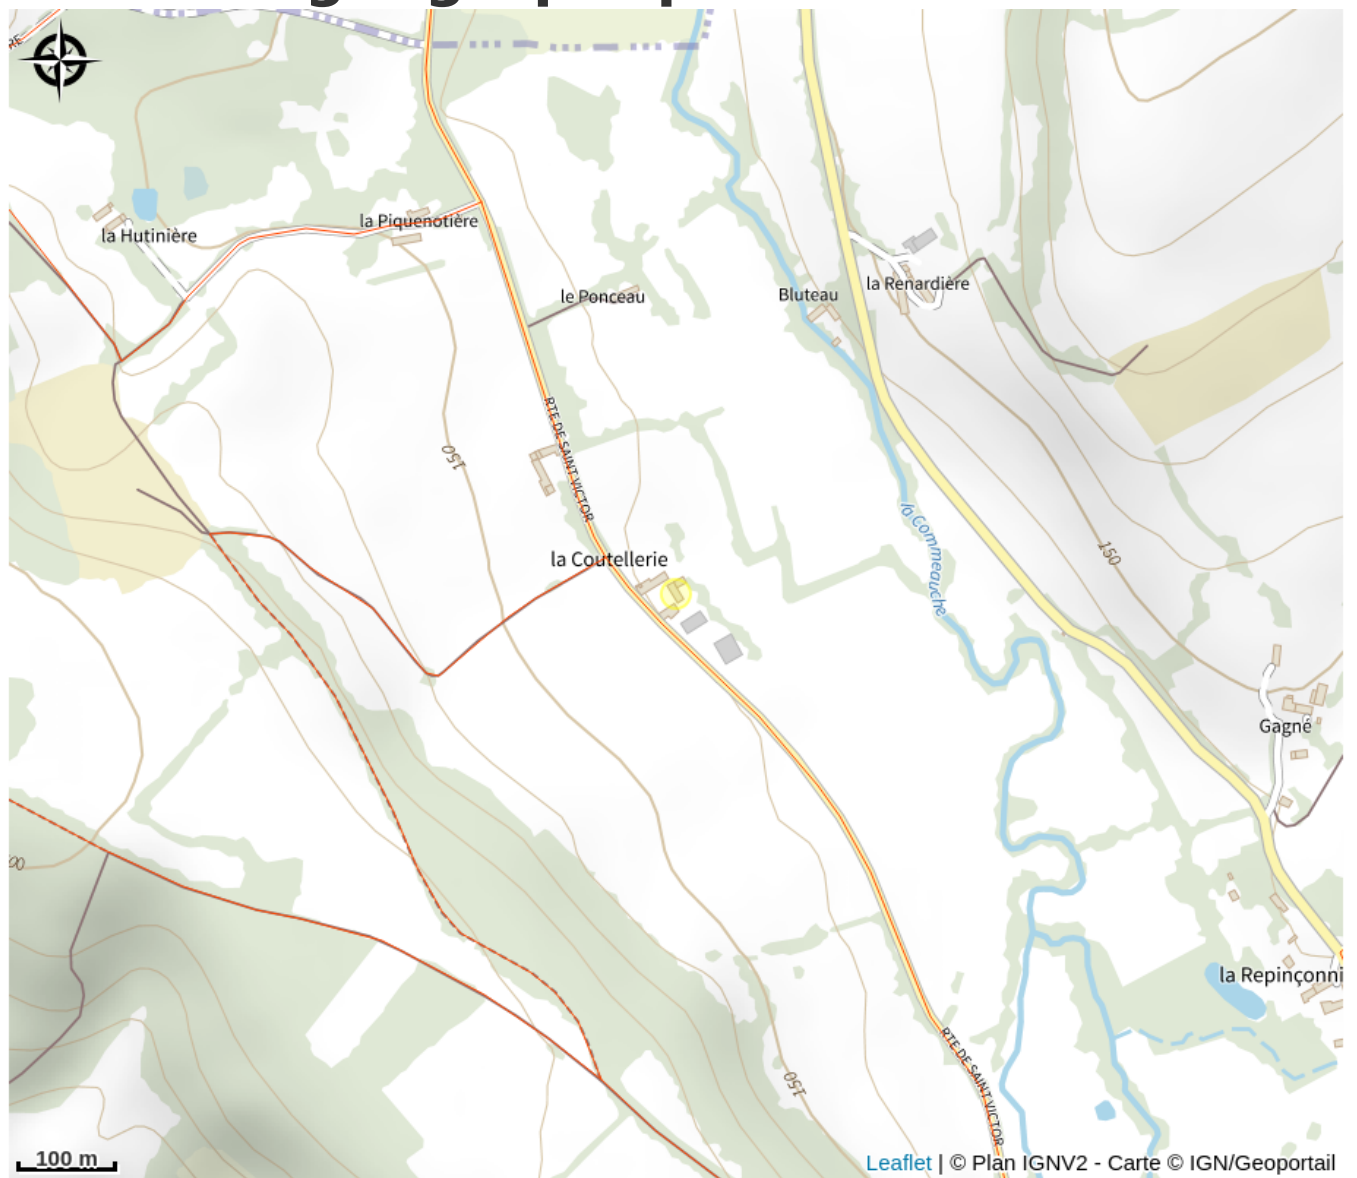 la Hutinière
la Piquenotière
le Ponceau
Bluteau
la Renardière
RTE DE SAINT VICTOR
150
la Coutellerie
la Commeauche
150
Gagné
la Repinçonni
RTE DE SAINT VICTOR
150
100 m
Leaflet | © Plan IGNV2 - Carte © IGN/Geoportail